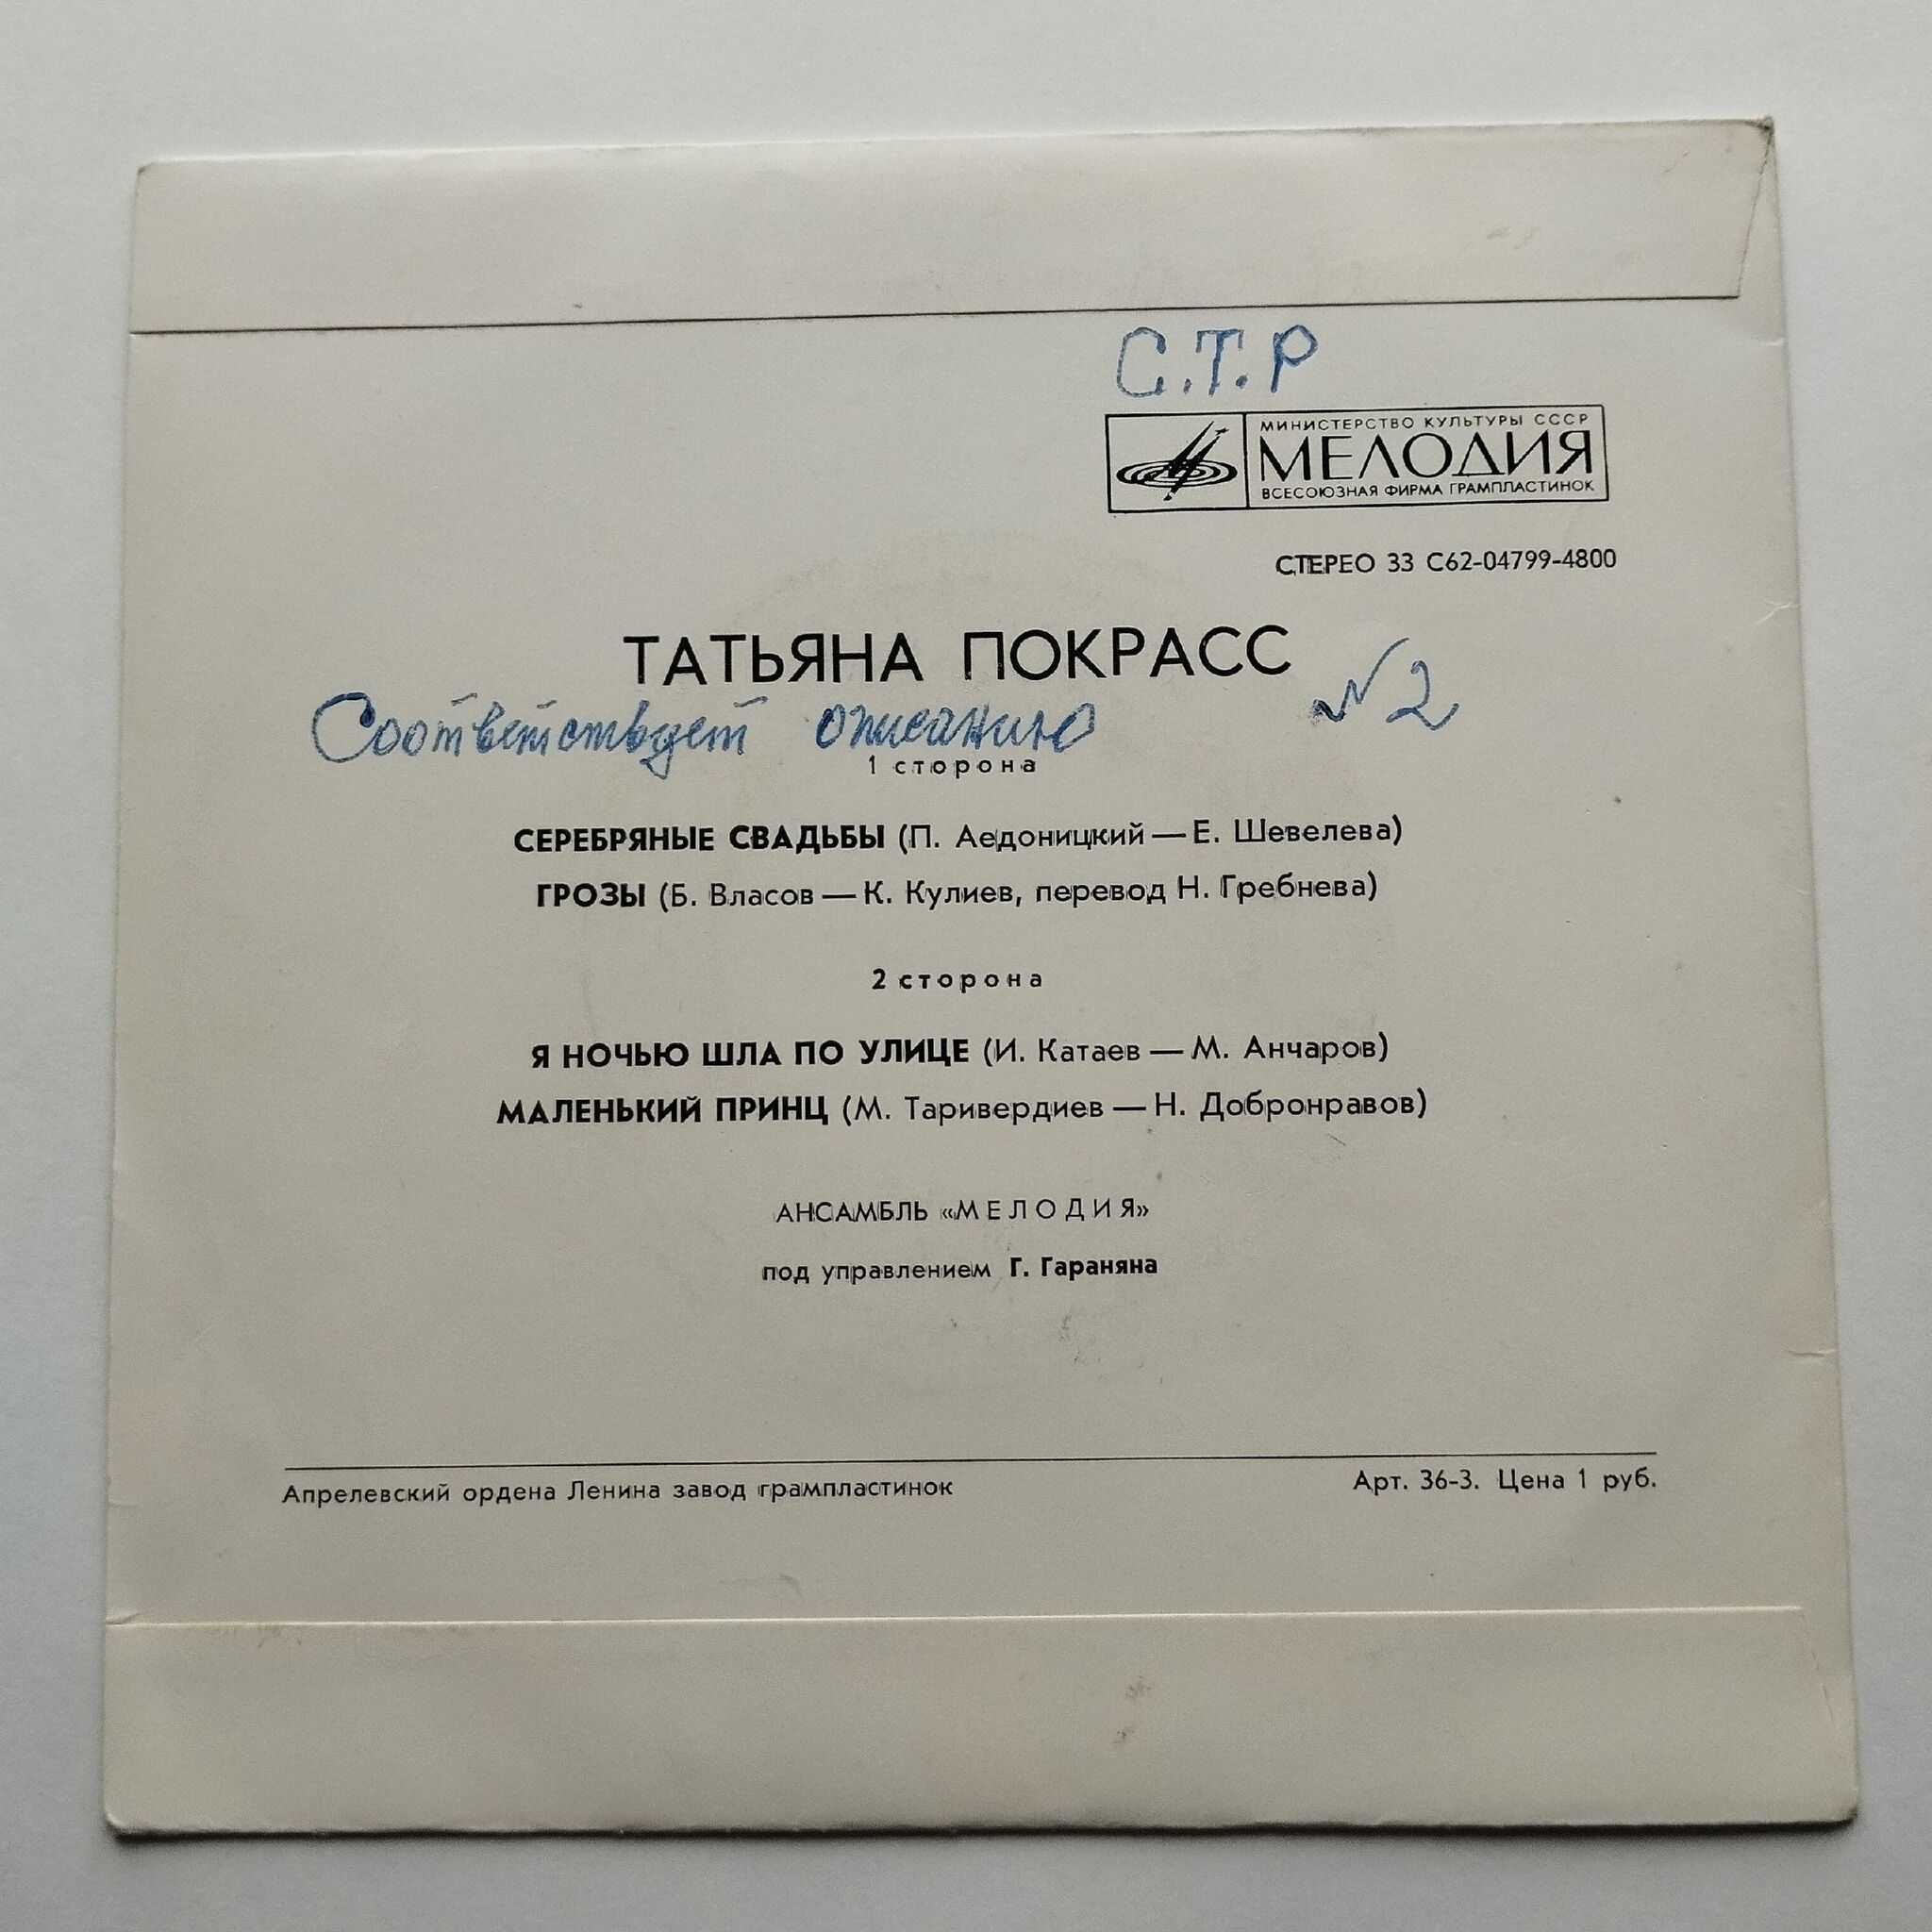 С.Т.Р
МИНИСТЕРСТВО КУЛЬТУРЫ СССР
МЕЛОДИЯ
ВСЕСОЮЗНАЯ ФИРМА ГРАМПЛАСТИНОК
СТЕРЕО 33 С62-04799-4800
ТАТЬЯНА ПОКРАСС
Соответствует описанию №2
1 сторона
СЕРЕБРЯНЫЕ СВАДЬБЫ (П. Аедоницкий — Е. Шевелева)
ГРОЗЫ (Б. Власов — К. Кулиев, перевод Н. Гребнева)
2 сторона
Я НОЧЬЮ ШЛА ПО УЛИЦЕ (И. Катаев — М. Анчаров)
МАЛЕНЬКИЙ ПРИНЦ (М. Таривердиев — Н. Добронравов)
АНСАМБЛЬ «МЕЛОДИЯ»
под управлением Г. Гараняна
Апрелевский ордена Ленина завод грампластинок Арт. 36-3. Цена 1 руб.